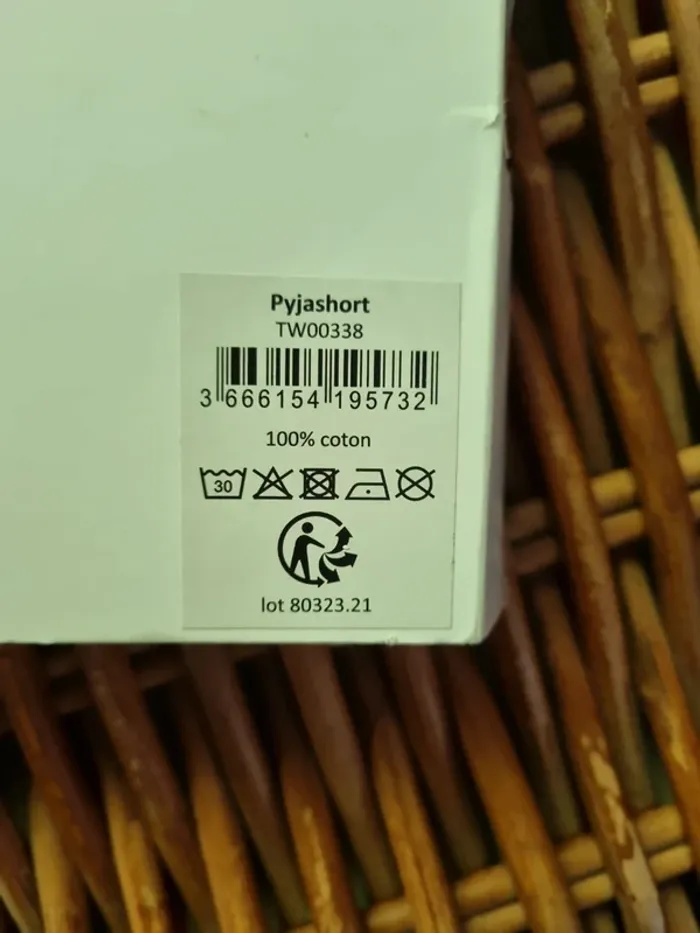 Pyjashort
TW00338
3 666154 195732
100% coton
30
lot 80323.21